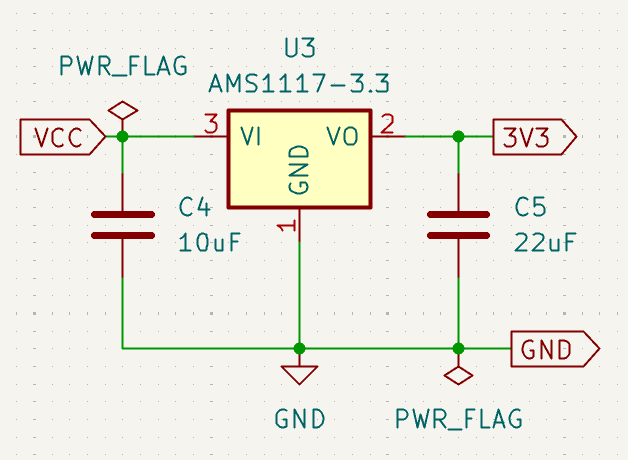 U3
PWR_FLAG
AMS1117-3.3
VCC
3
VI
VO
2
3V3
GND
1
C4
10uF
C5
22uF
GND
GND
PWR_FLAG